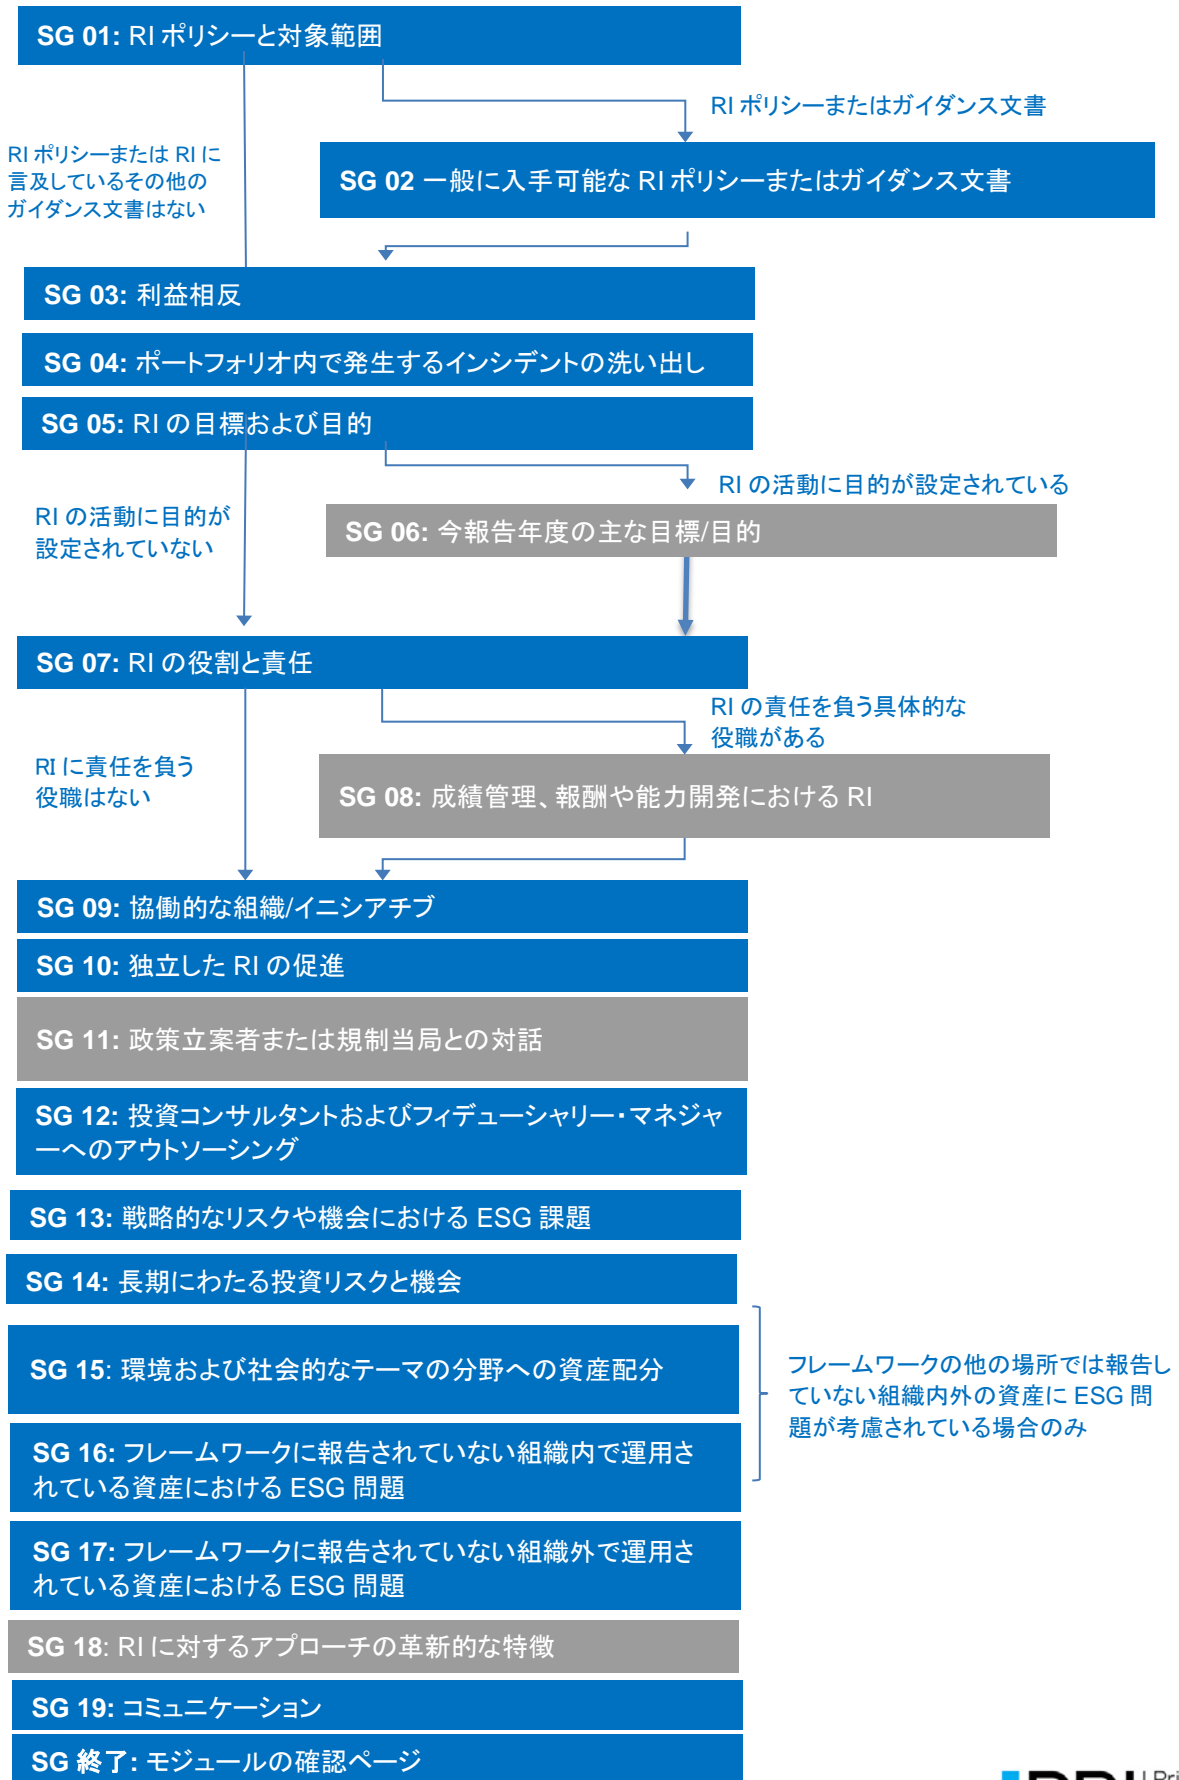 SG 01: RI ポリシーと対象範囲
RI ポリシーまたはガイダンス文書
RI ポリシーまたは RI に
言及しているその他の
ガイダンス文書はない
SG 02 一般に入手可能な RI ポリシーまたはガイダンス文書
SG 03: 利益相反
SG 04: ポートフォリオ内で発生するインシデントの洗い出し
SG 05: RI の目標および目的
RI の活動に目的が設定されている
RI の活動に目的が
設定されていない
SG 06: 今報告年度の主な目標/目的
SG 07: RI の役割と責任
RI の責任を負う具体的な
役職がある
RI に責任を負う
役職はない
SG 08: 成績管理、報酬や能力開発における RI
SG 09: 協働的な組織/イニシアチブ
SG 10: 独立した RI の促進
SG 11: 政策立案者または規制当局との対話
SG 12: 投資コンサルタントおよびフィデューシャリー・マネジャ
ーへのアウトソーシング
SG 13: 戦略的なリスクや機会における ESG 課題
SG 14: 長期にわたる投資リスクと機会
SG 15: 環境および社会的なテーマの分野への資産配分
フレームワークの他の場所では報告し
ていない組織内外の資産に ESG 問
題が考慮されている場合のみ
SG 16: フレームワークに報告されていない組織内で運用さ
れている資産における ESG 問題
SG 17: フレームワークに報告されていない組織外で運用さ
れている資産における ESG 問題
SG 18: RI に対するアプローチの革新的な特徴
SG 19: コミュニケーション
SG 終了: モジュールの確認ページ